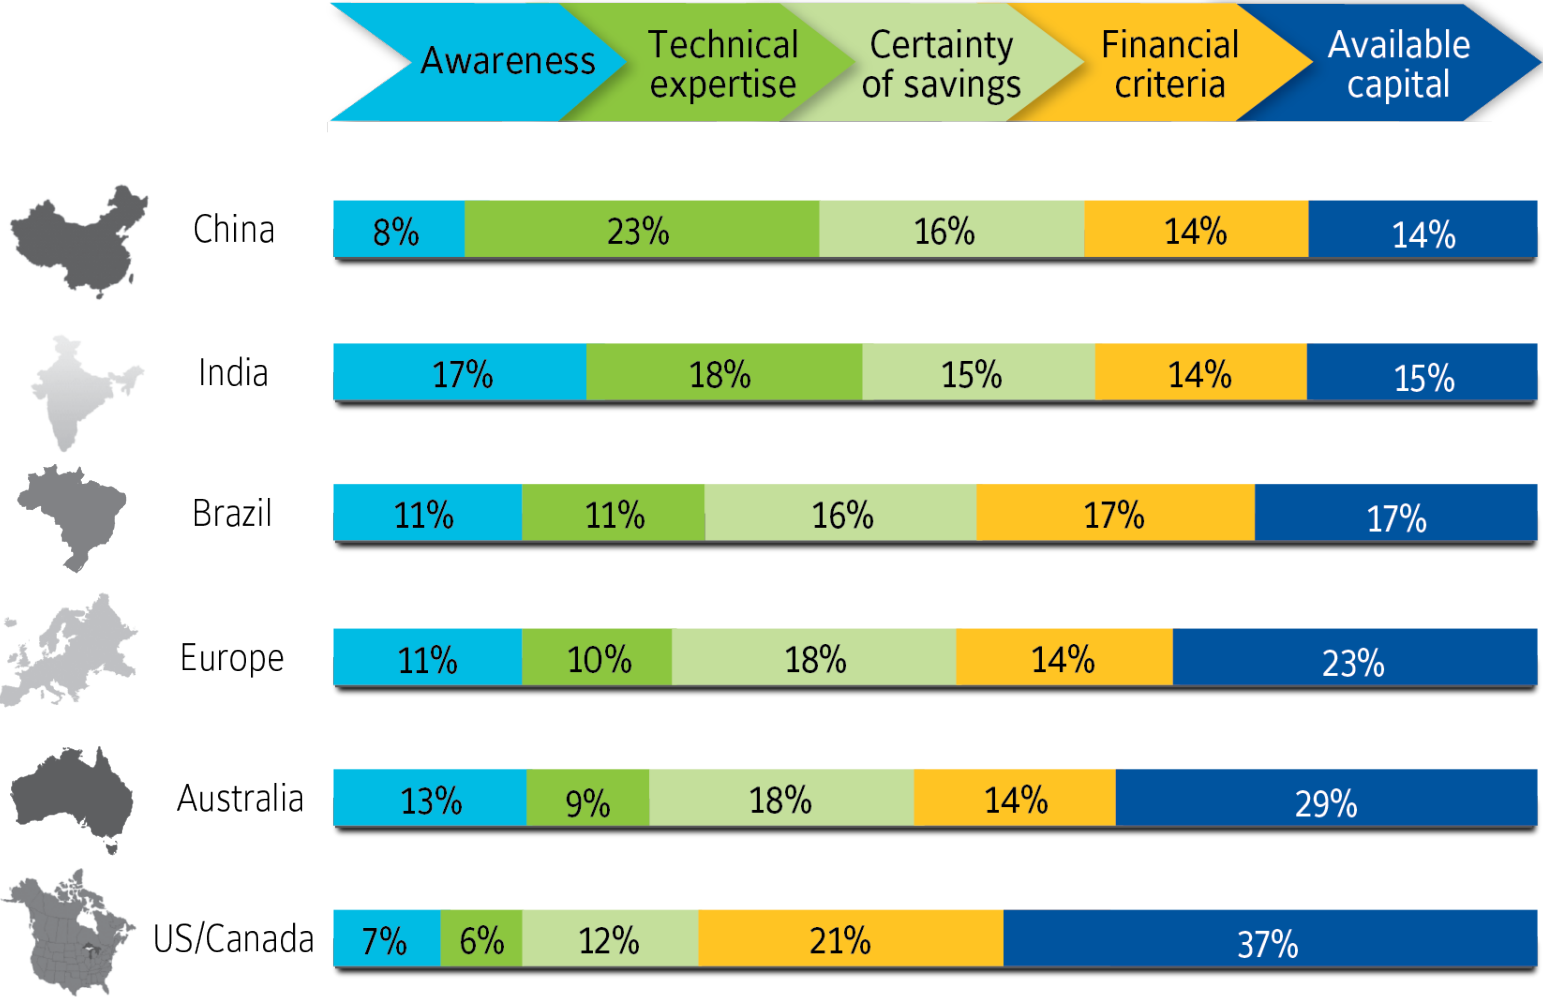 Awareness
Technical
expertise
Certainty
of savings
Financial
criteria
Available
capital
China
8%
23%
16%
14%
14%
India
17%
18%
15%
14%
15%
Brazil
11%
11%
16%
17%
17%
Europe
11%
10%
18%
14%
23%
Australia
13%
9%
18%
14%
29%
US/Canada
7%
6%
12%
21%
37%